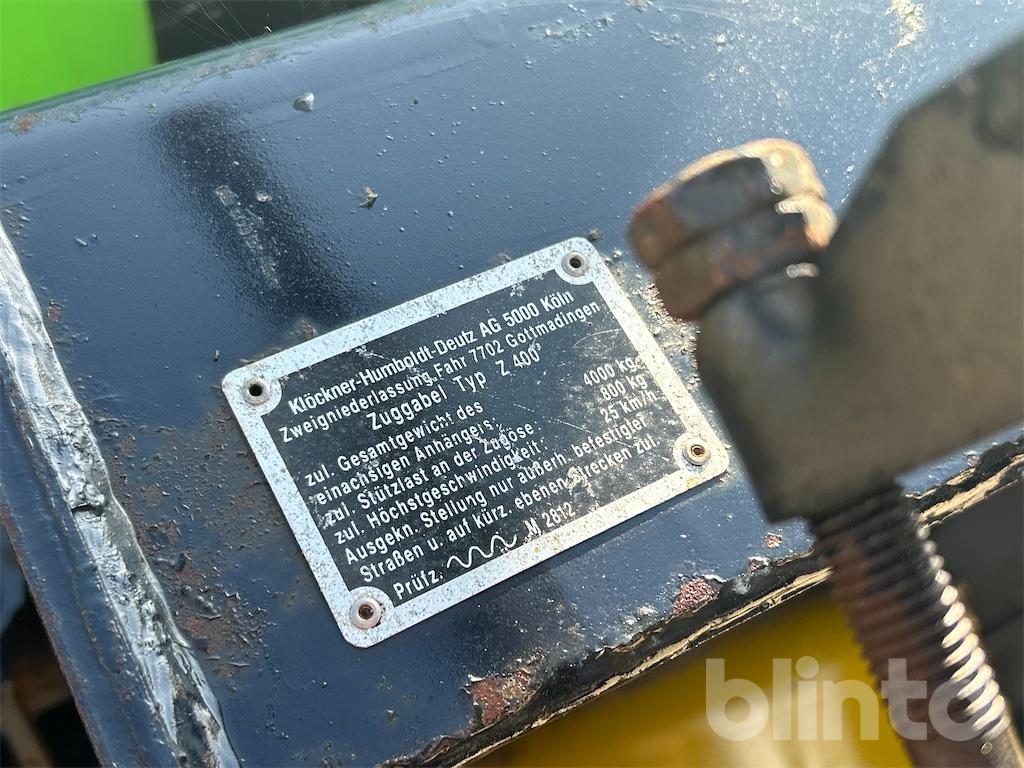 Klöckner-Humboldt-Deutz AG 5000 Köln
Zweigniederlassung, Fahr 7702 Gottmadingen
Zuggabel Typ Z 400
zul. Gesamtgewicht des
einachsigen Anhängers: 4000 kg
zul. Stützlast an der Zugöse: 800 kg
zul. Höchstgeschwindigkeit: 25 km/h
Ausgekn. Stellung nur außerh. befestigter
Straßen u. auf kürz. ebenen Strecken zul.
Prüfz. M 2812
blinto